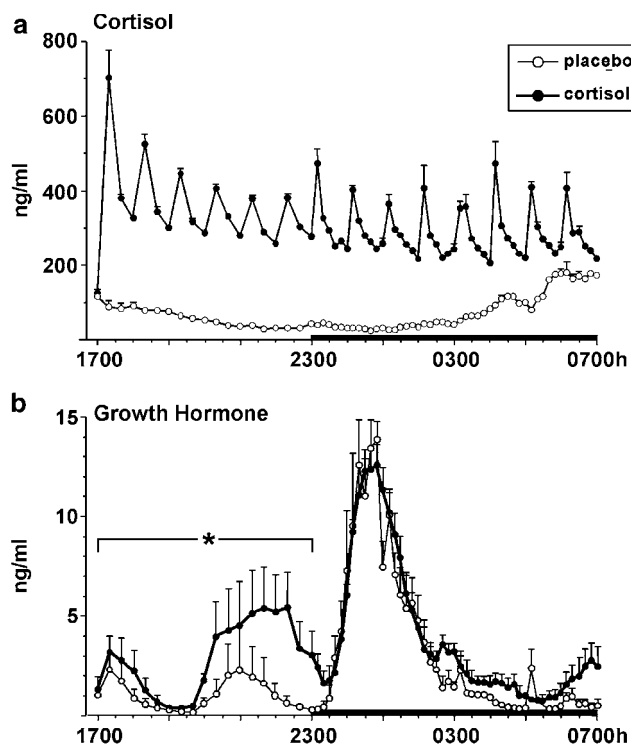 a Cortisol
800
600
400
200
ng/ml
placebo
cortisol
1700 2300 0300 0700h
b Growth Hormone
15
10
5
ng/ml
*
1700 2300 0300 0700h